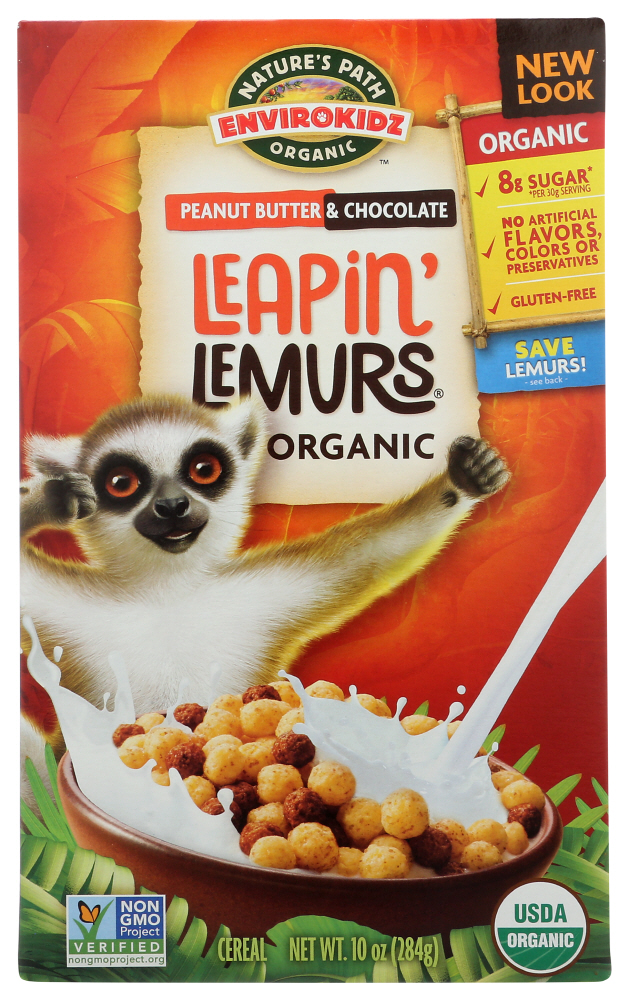 NATURE'S PATH
ENVIROKIDZ
ORGANIC
™
NEW
LOOK
ORGANIC
8g SUGAR*
*PER 30g SERVING
NO ARTIFICIAL
FLAVORS,
COLORS OR
PRESERVATIVES
GLUTEN-FREE
SAVE
LEMURS!
- see back -
PEANUT BUTTER & CHOCOLATE
LEAPiN'
LEMURS®
ORGANIC
NON
GMO
Project
VERIFIED
nongmoproject.org
CEREAL NET WT. 10 oz (284g)
USDA
ORGANIC